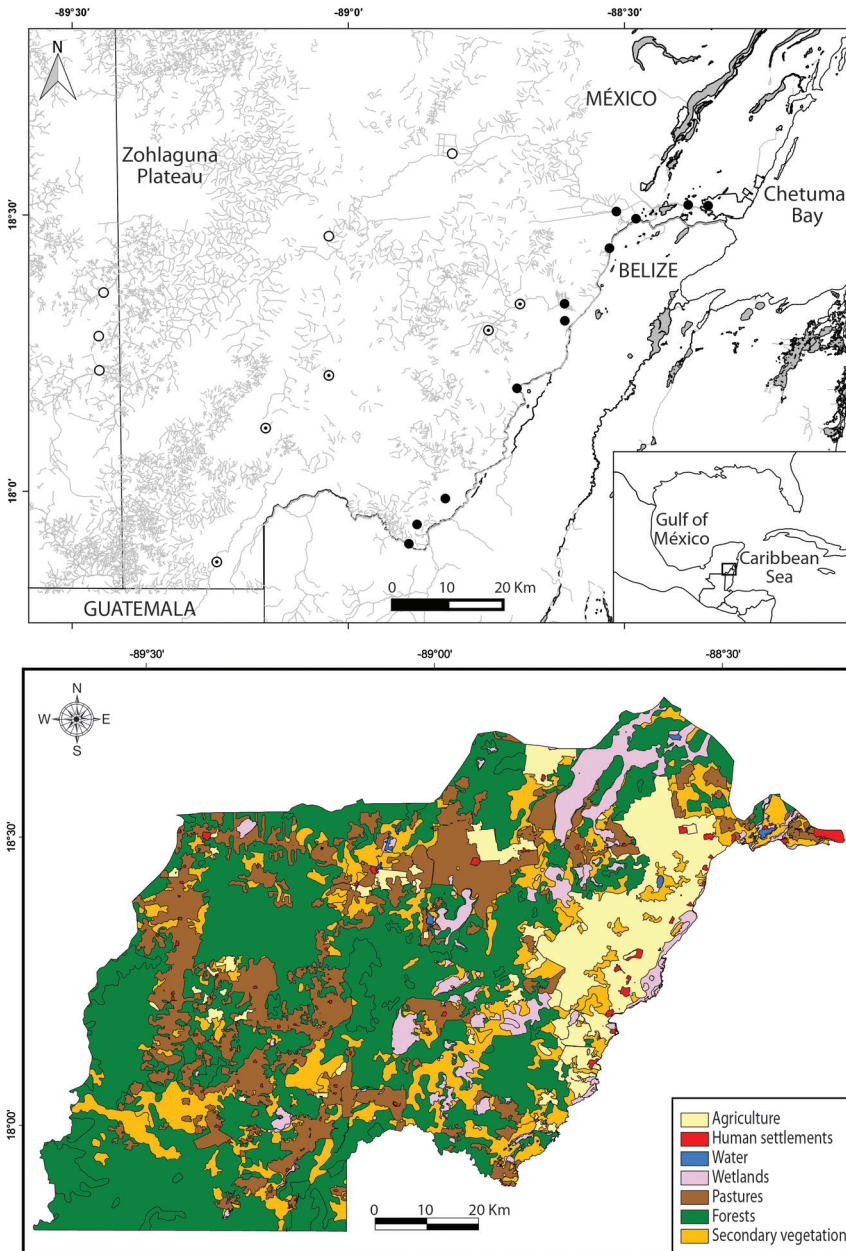 -89°30'
-89°0'
-88°30'
N
MÉXICO
Zohlaguna
Plateau
Chetuma
Bay
18°30'
BELIZE
18°0'
Gulf of
México
Caribbean
Sea
0 10 20 Km
GUATEMALA
-89°30'
-89°0'
-88°30'
N
W E
S
18°30'
18°00'
Agriculture
Human settlements
Water
Wetlands
Pastures
Forests
Secondary vegetation
0 10 20 Km